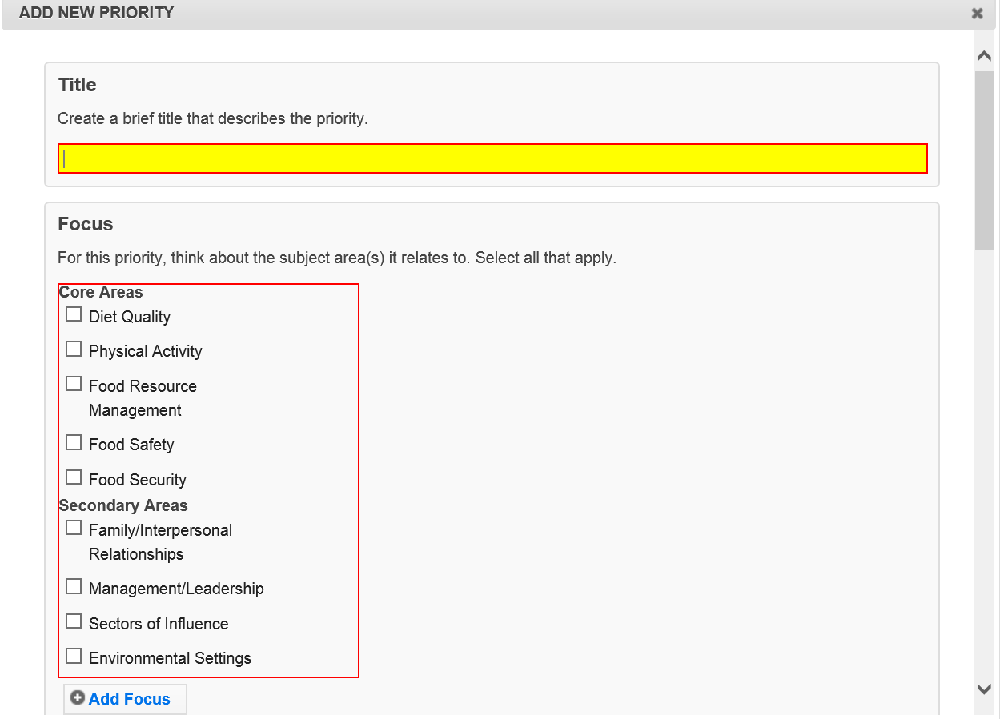 ADD NEW PRIORITY
Title
Create a brief title that describes the priority.
Focus
For this priority, think about the subject area(s) it relates to. Select all that apply.
Core Areas
Diet Quality
Physical Activity
Food Resource
Management
Food Safety
Food Security
Secondary Areas
Family/Interpersonal
Relationships
Management/Leadership
Sectors of Influence
Environmental Settings
Add Focus